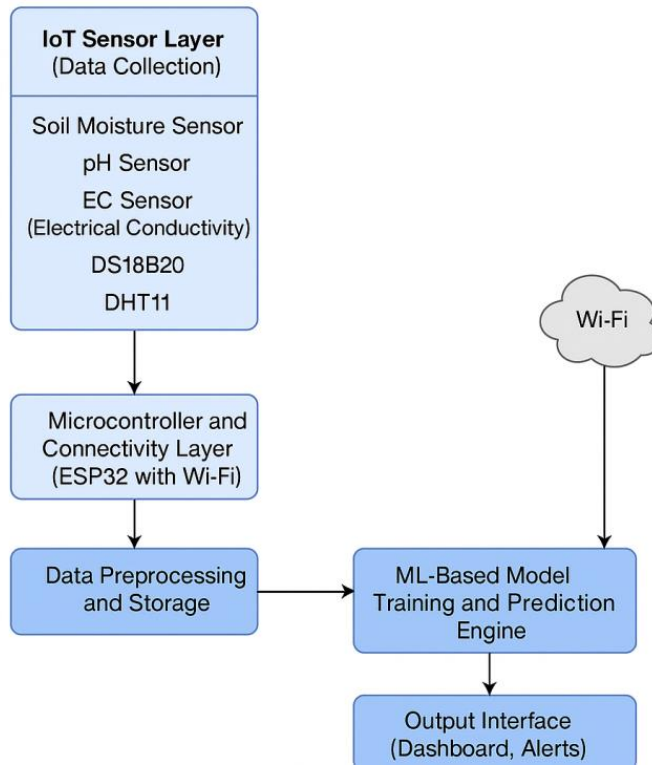 IoT Sensor Layer
(Data Collection)
Soil Moisture Sensor
pH Sensor
EC Sensor
(Electrical Conductivity)
DS18B20
DHT11
Wi-Fi
Microcontroller and
Connectivity Layer
(ESP32 with Wi-Fi)
Data Preprocessing
and Storage
ML-Based Model
Training and Prediction
Engine
Output Interface
(Dashboard, Alerts)